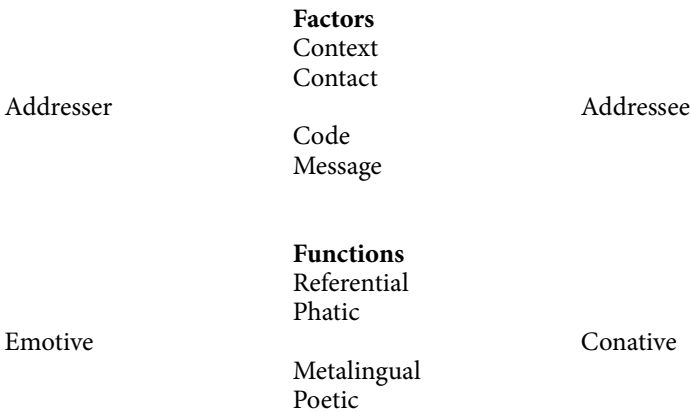 Factors
Context
Contact
Addresser Addressee
Code
Message
Functions
Referential
Phatic
Emotive Conative
Metalingual
Poetic